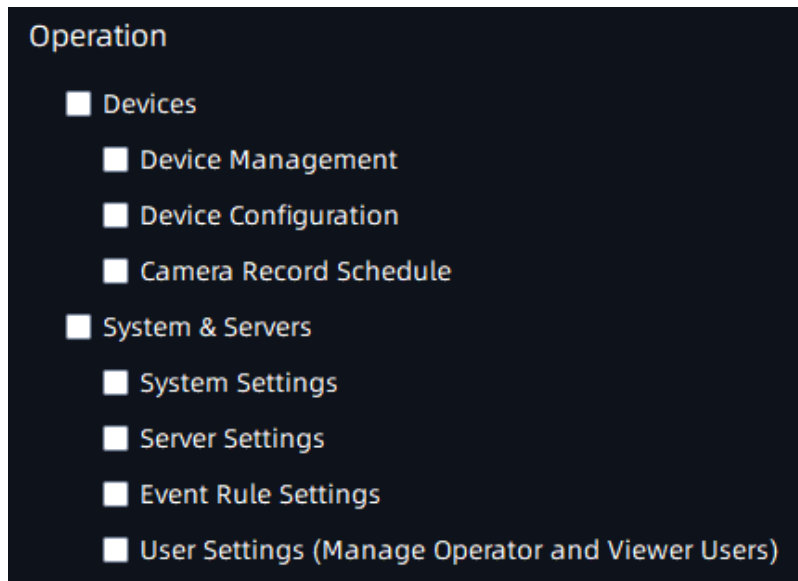 Operation
Devices
Device Management
Device Configuration
Camera Record Schedule
System & Servers
System Settings
Server Settings
Event Rule Settings
User Settings (Manage Operator and Viewer Users)